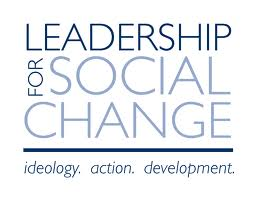 LEADERSHIP
FOR SOCIAL
CHANGE
ideology. action. development.